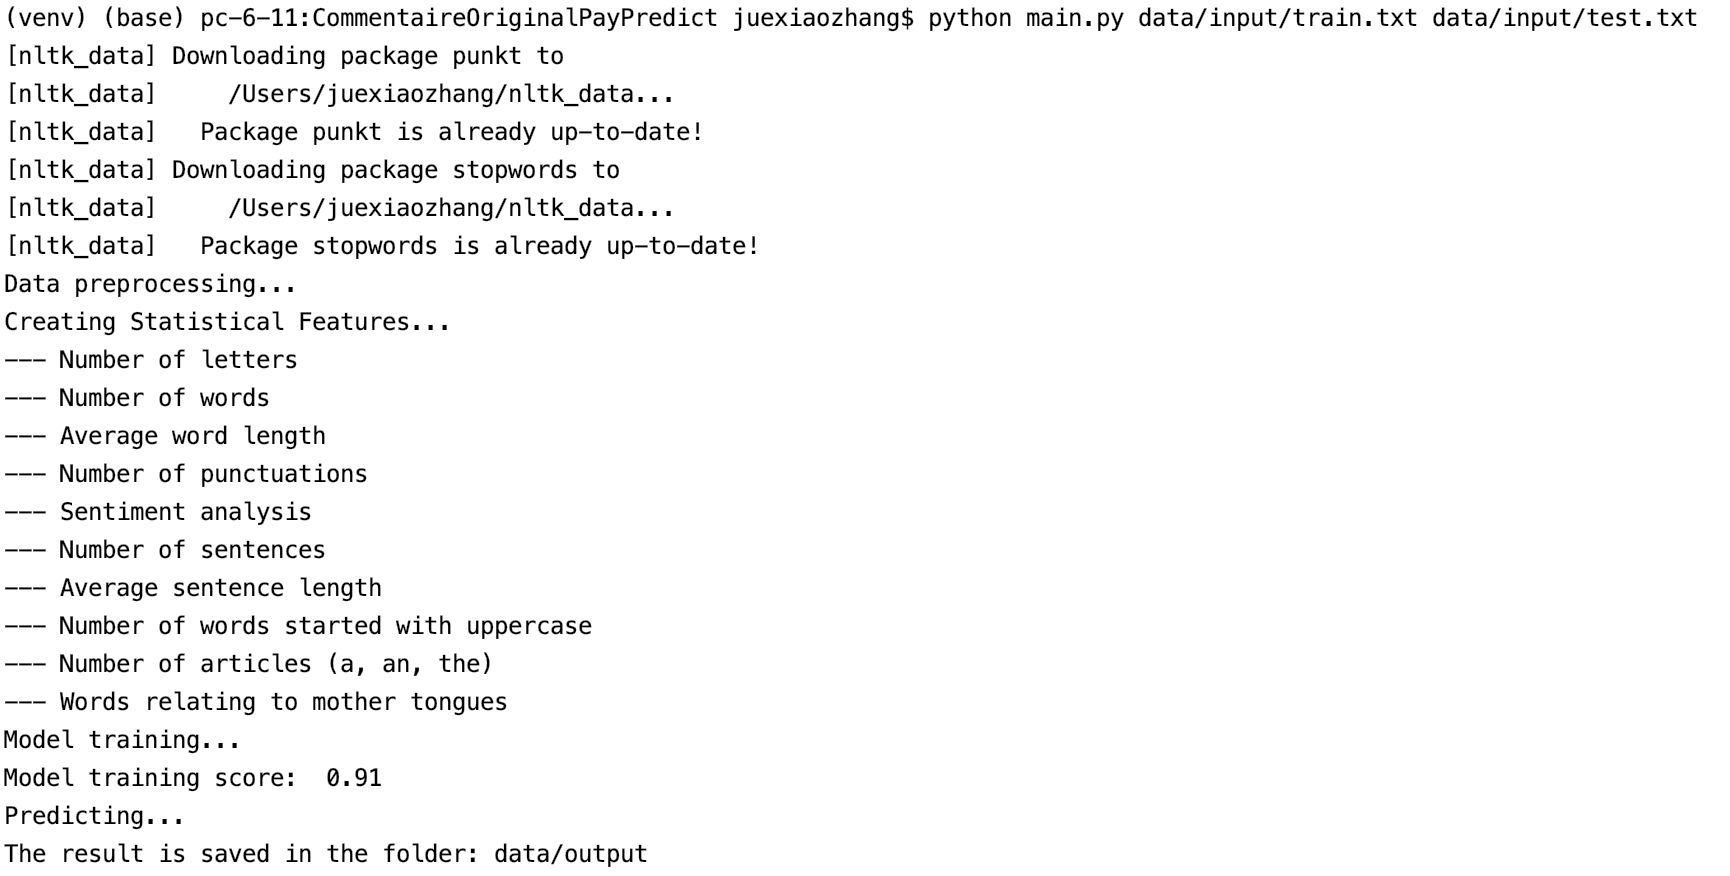 (venv) (base) pc-6-11:CommentaireOriginalPayPredict juexiaozhang$ python main.py data/input/train.txt data/input/test.txt
[nltk_data] Downloading package punkt to
[nltk_data]     /Users/juexiaozhang/nltk_data...
[nltk_data]   Package punkt is already up-to-date!
[nltk_data] Downloading package stopwords to
[nltk_data]     /Users/juexiaozhang/nltk_data...
[nltk_data]   Package stopwords is already up-to-date!
Data preprocessing...
Creating Statistical Features...
--- Number of letters
--- Number of words
--- Average word length
--- Number of punctuations
--- Sentiment analysis
--- Number of sentences
--- Average sentence length
--- Number of words started with uppercase
--- Number of articles (a, an, the)
--- Words relating to mother tongues
Model training...
Model training score:  0.91
Predicting...
The result is saved in the folder: data/output